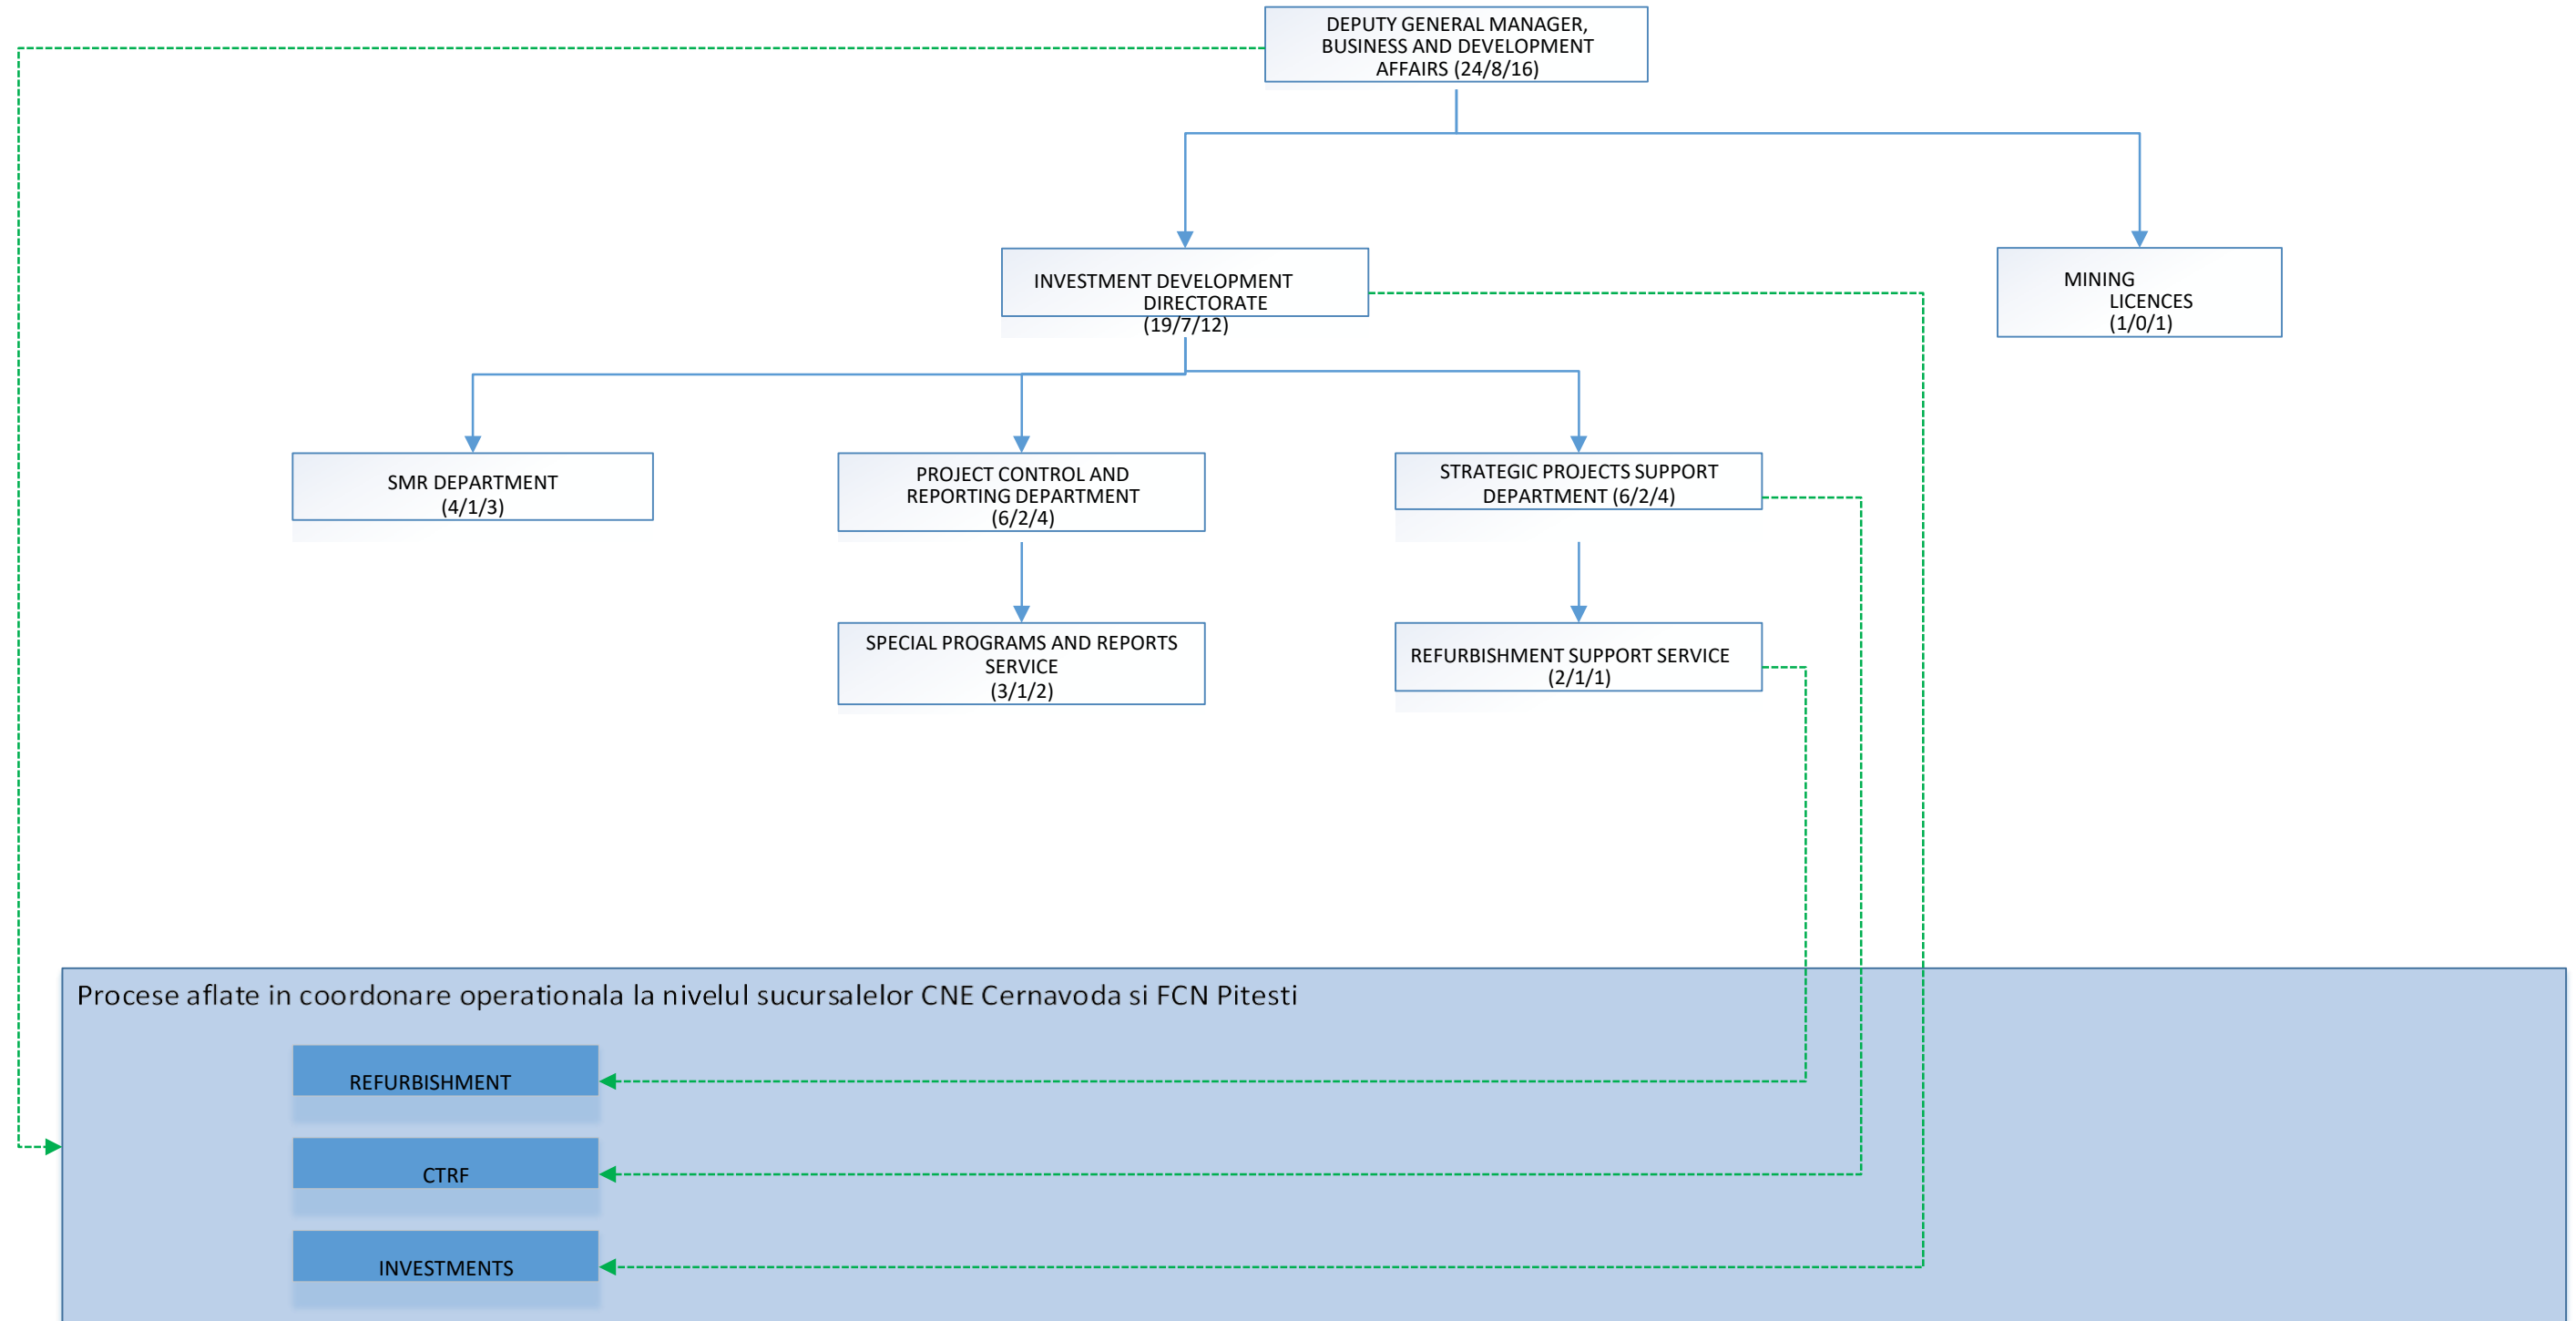 DEPUTY GENERAL MANAGER,
BUSINESS AND DEVELOPMENT
AFFAIRS (24/8/16)
INVESTMENT DEVELOPMENT
DIRECTORATE
(19/7/12)
MINING
LICENCES
(1/0/1)
SMR DEPARTMENT
(4/1/3)
PROJECT CONTROL AND
REPORTING DEPARTMENT
(6/2/4)
STRATEGIC PROJECTS SUPPORT
DEPARTMENT (6/2/4)
SPECIAL PROGRAMS AND REPORTS
SERVICE
(3/1/2)
REFURBISHMENT SUPPORT SERVICE
(2/1/1)
Procese aflate in coordonare operationala la nivelul sucursalelor CNE Cernavoda si FCN Pitesti
REFURBISHMENT
CTRF
INVESTMENTS